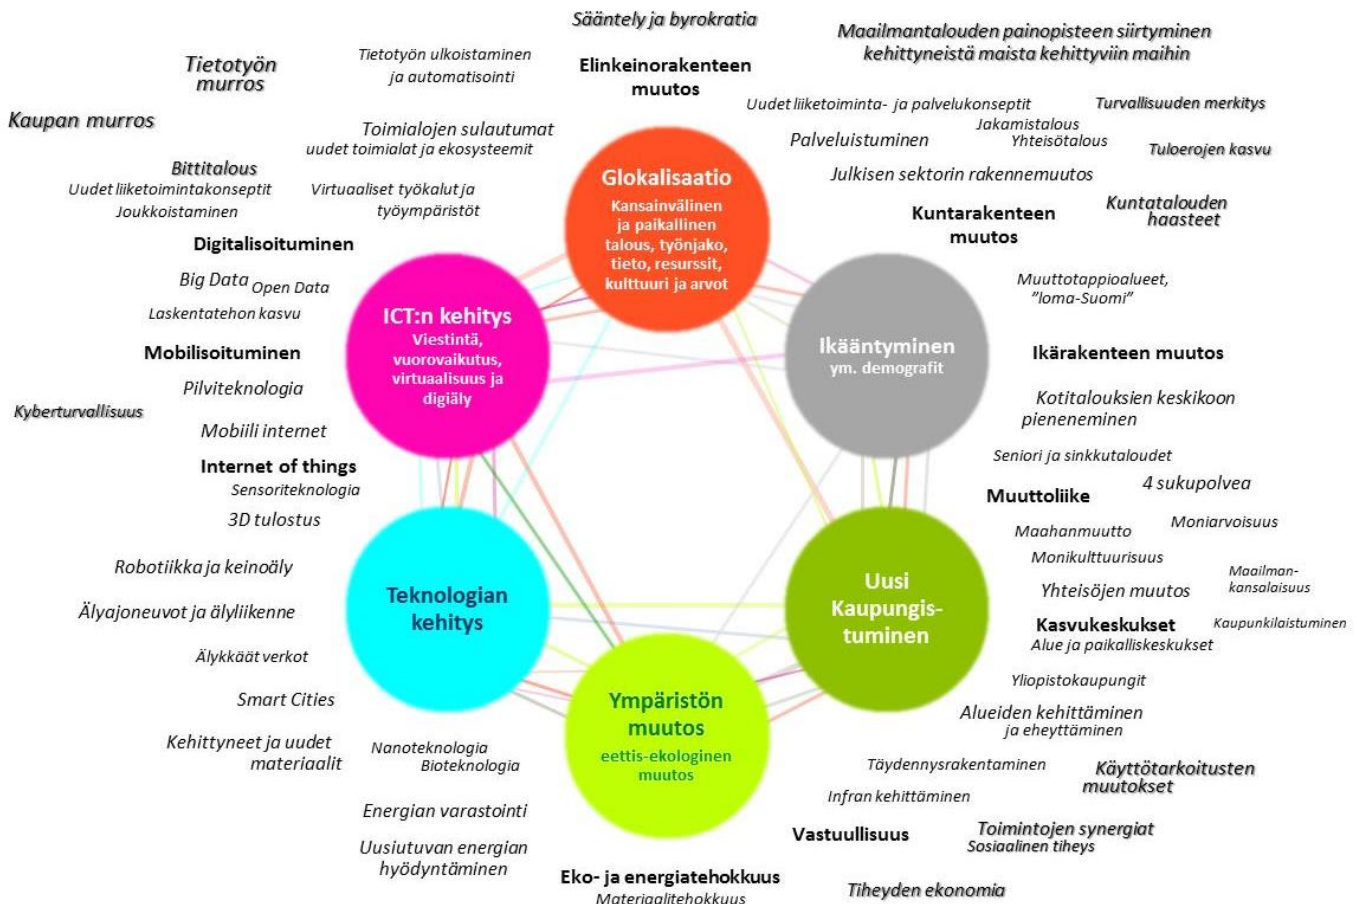 Sääntely ja byrokratia
Maailmantalouden painopisteen siirtyminen
kehittyneistä maista kehittyviin maihin
Tietotyön ulkoistaminen
ja automatisointi
Tietotyön
murros
Elinkeinorakenteen
muutos
Kaupan murros
Uudet liiketoiminta- ja palvelukonseptit
Turvallisuuden merkitys
Jakamistalous
Yhteisötalous
Palveluistuminen
Tuloerojen kasvu
Toimialojen sulautumat
uudet toimialat ja ekosysteemit
Bittitalous
Uudet liiketoimintakonseptit
Joukkoistaminen
Virtuaaliset työkalut ja
työympäristöt
Julkisen sektorin rakennemuutos
Glokalisaatio
Kansainvälinen
ja paikallinen
talous, työnjako,
tieto, resurssit,
kulttuuri ja arvot
Kuntarakenteen
muutos
Kuntatalouden
haasteet
Digitalisoituminen
Big Data
Open Data
Laskentatehon kasvu
Muuttotappioalueet,
”loma-Suomi”
ICT:n kehitys
Viestintä,
vuorovaikutus,
virtuaalisuus ja
digiäly
Ikääntyminen
ym. demografit
Mobilisoituminen
Ikärakenteen muutos
Pilviteknologia
Kyberturvallisuus
Mobiili internet
Kotitalouksien keskikoon
pieneneminen
Internet of things
Sensoriteknologia
3D tulostus
Seniori ja sinkkutaloudet
4 sukupolvea
Muuttoliike
Maahanmuutto
Moniarvoisuus
Monikulttuurisuus
Robotiikka ja keinoäly
Maailman-
kansalaisuus
Yhteisöjen muutos
Älyajoneuvot ja älyliikenne
Teknologian
kehitys
Uusi
Kaupungis-
tuminen
Kasvukeskukset
Kaupunkilaistuminen
Alue ja paikalliskeskukset
Älykkäät verkot
Yliopistokaupungit
Smart Cities
Ympäristön
muutos
eettis-ekologinen
muutos
Alueiden kehittäminen
ja eheyttäminen
Kehittyneet ja uudet
materiaalit
Nanoteknologia
Bioteknologia
Täydennysrakentaminen
Käyttötarkoitusten
muutokset
Infran kehittäminen
Energian varastointi
Vastuullisuus
Toimintojen synergiat
Sosiaalinen tiheys
Uusiutuvan energian
hyödyntäminen
Eko- ja energiatehokkuus
Materiaalitehokkuus
Tiheyden ekonomia